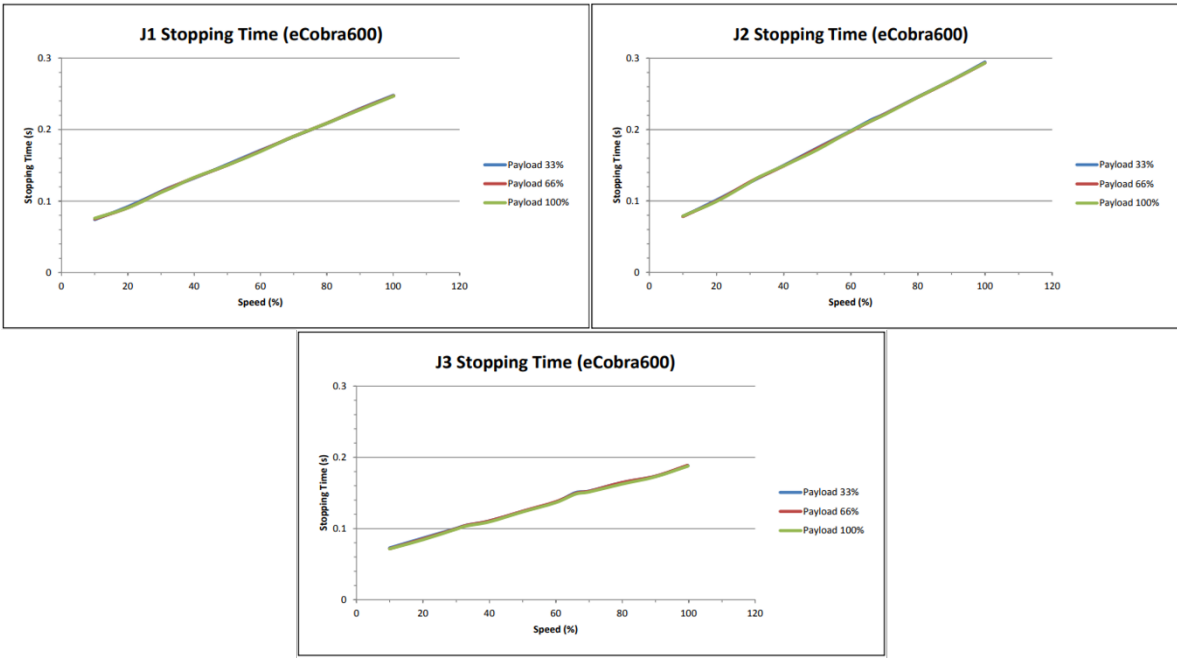 J1 Stopping Time (eCobra600)
0.3
0.2
0.1
0
Stopping Time (s)
0 20 40 60 80 100 120
Speed (%)
Payload 33%
Payload 66%
Payload 100%
J2 Stopping Time (eCobra600)
0.3
0.2
0.1
0
Stopping Time (s)
0 20 40 60 80 100 120
Speed (%)
Payload 33%
Payload 66%
Payload 100%
J3 Stopping Time (eCobra600)
0.3
0.2
0.1
0
Stopping Time (s)
0 20 40 60 80 100 120
Speed (%)
Payload 33%
Payload 66%
Payload 100%